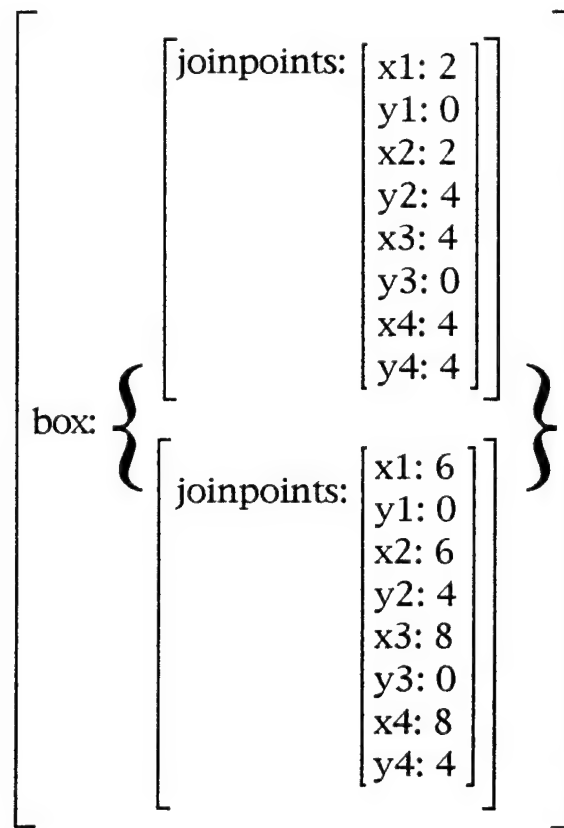 joinpoints: x1: 2
y1: 0
x2: 2
y2: 4
x3: 4
y3: 0
x4: 4
y4: 4
box:
joinpoints: x1: 6
y1: 0
x2: 6
y2: 4
x3: 8
y3: 0
x4: 8
y4: 4